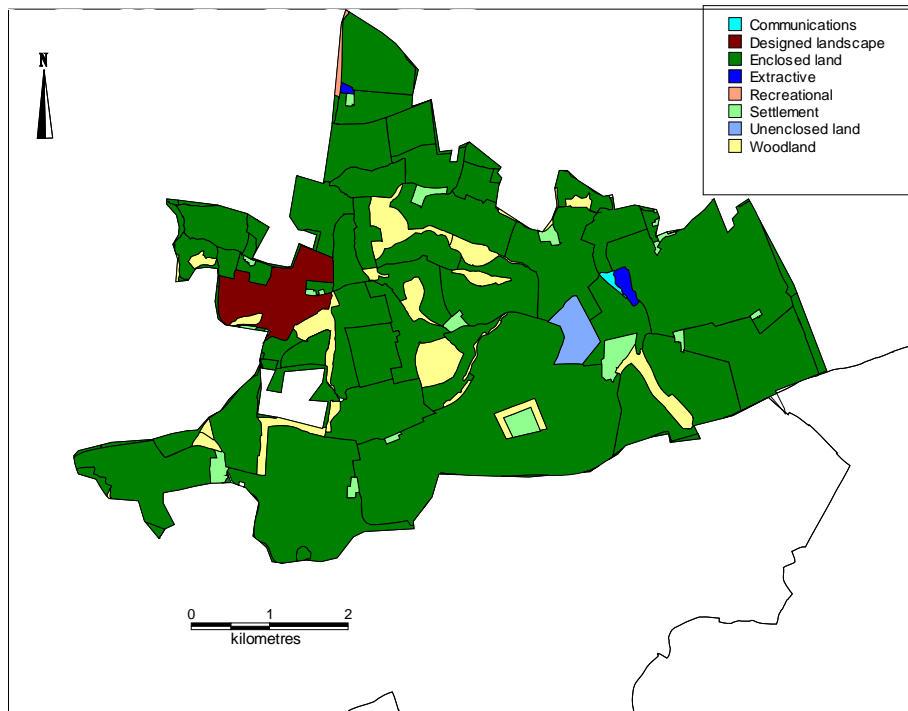 N
Communications
Designed landscape
Enclosed land
Extractive
Recreational
Settlement
Unenclosed land
Woodland
0 1 2
kilometres